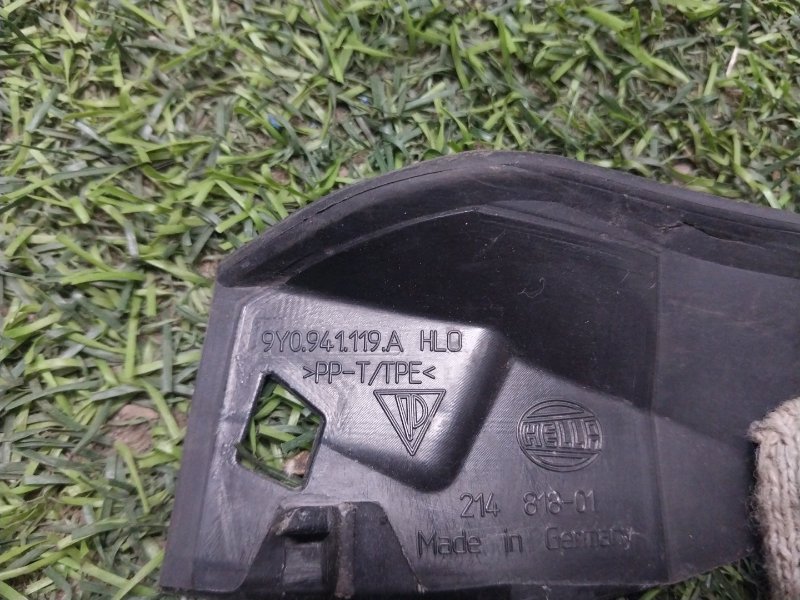 9Y0.941.119.A HLO
>PP-T/TPE<
HELLA
214 818-01
Made in Germany